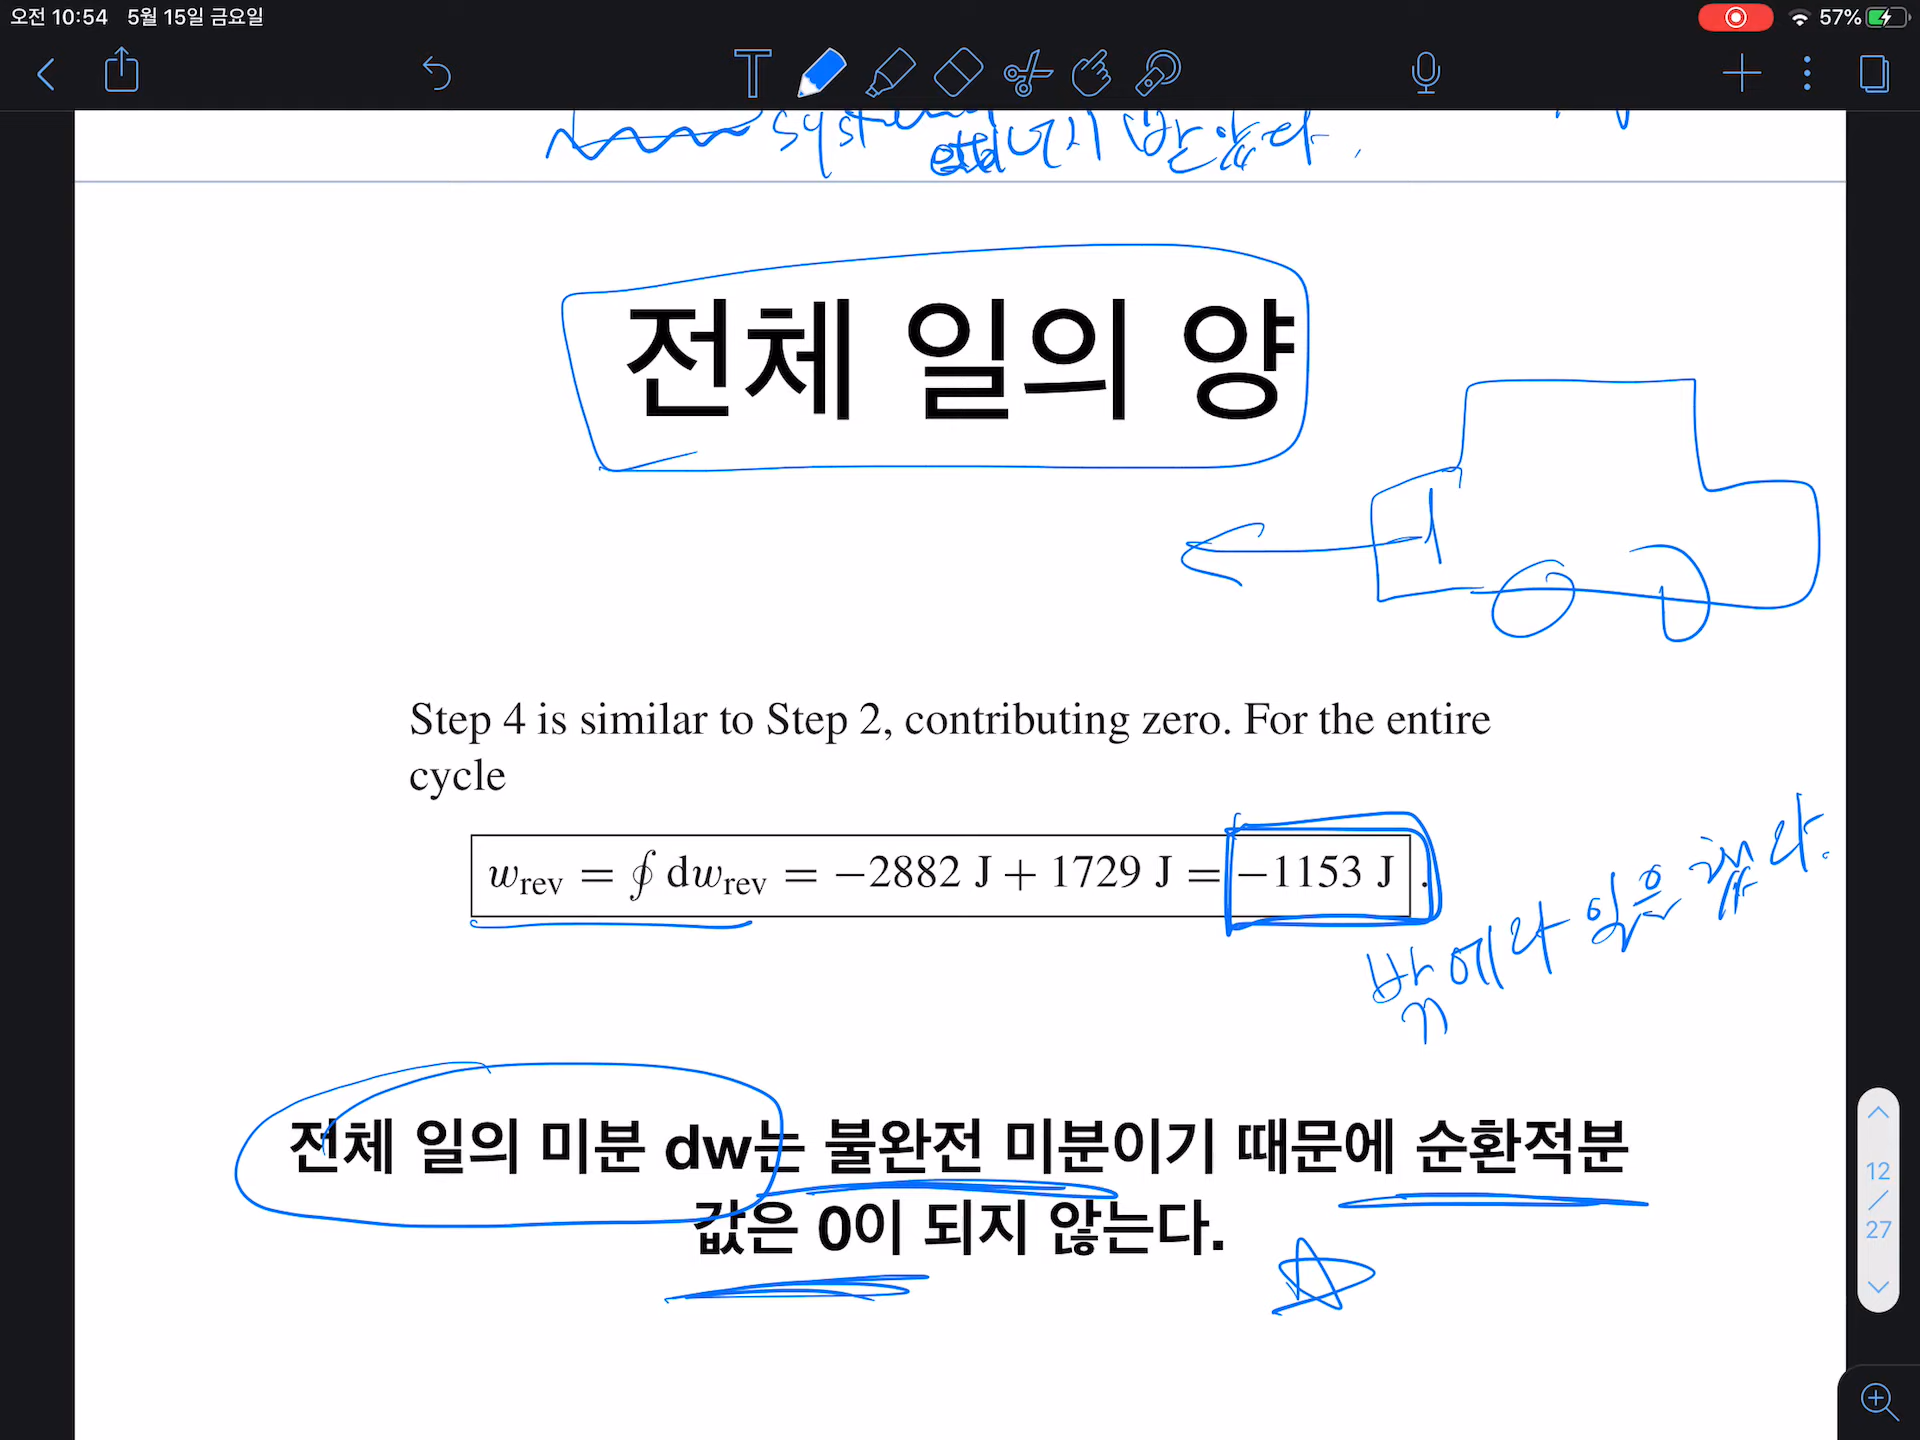 오전 10:54 5월 15일 금요일
57%
T
system 받았다.
전체 일의 양
Step 4 is similar to Step 2, contributing zero. For the entire
cycle
w_rev = ∮ dw_rev = −2882 J + 1729 J = −1153 J .
밖에다 일을 했다.
전체 일의 미분 dw는 불완전 미분이기 때문에 순환적분
값은 0이 되지 않는다.
12
/
27